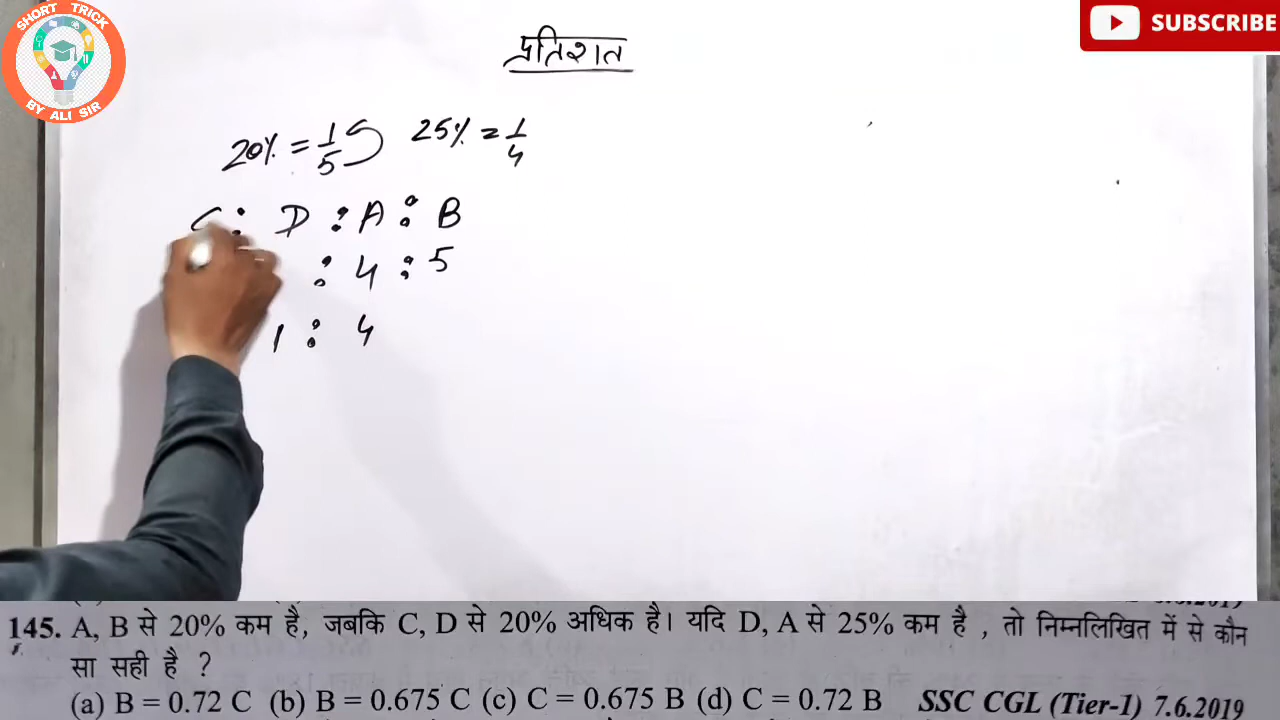 SHORT TRICK
BY ALI SIR
SUBSCRIBE
प्रतिशत
20% = 1/5 25% = 1/4
C : D : A : B
: 4 : 5
1 : 4
145. A, B से 20% कम है, जबकि C, D से 20% अधिक है। यदि D, A से 25% कम है , तो निम्नलिखित में से कौन
सा सही है ?
(a) B = 0.72 C (b) B = 0.675 C (c) C = 0.675 B (d) C = 0.72 B SSC CGL (Tier-1) 7.6.2019